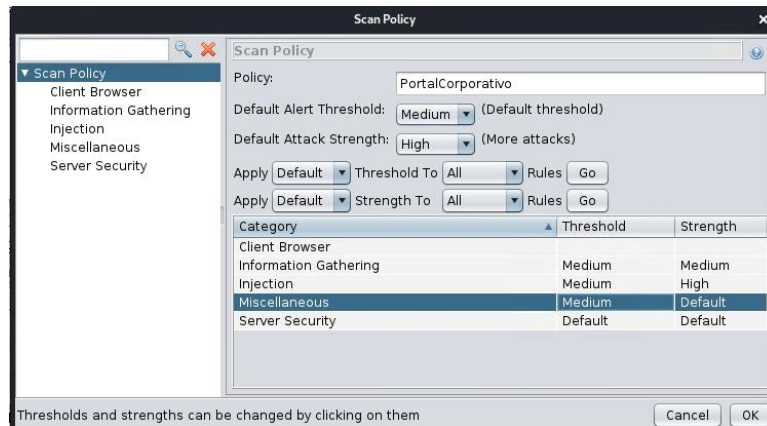 Scan Policy
Scan Policy
Scan Policy
Client Browser
Information Gathering
Injection
Miscellaneous
Server Security
Policy: PortalCorporativo
Default Alert Threshold: Medium (Default threshold)
Default Attack Strength: High (More attacks)
Apply Default Threshold To All Rules Go
Apply Default Strength To All Rules Go
Category Threshold Strength
Client Browser
Information Gathering Medium Medium
Injection Medium High
Miscellaneous Medium Default
Server Security Default Default
Thresholds and strengths can be changed by clicking on them Cancel OK